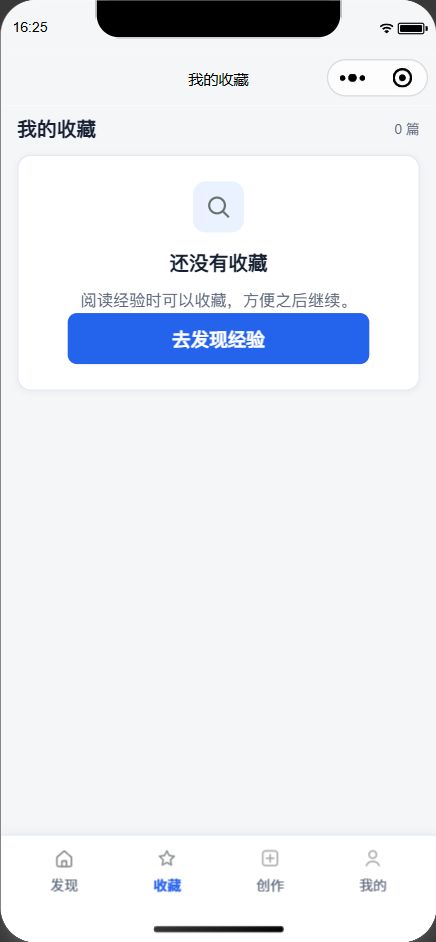 16:25
我的收藏
我的收藏
0 篇
还没有收藏
阅读经验时可以收藏，方便之后继续。
去发现经验
发现
收藏
创作
我的